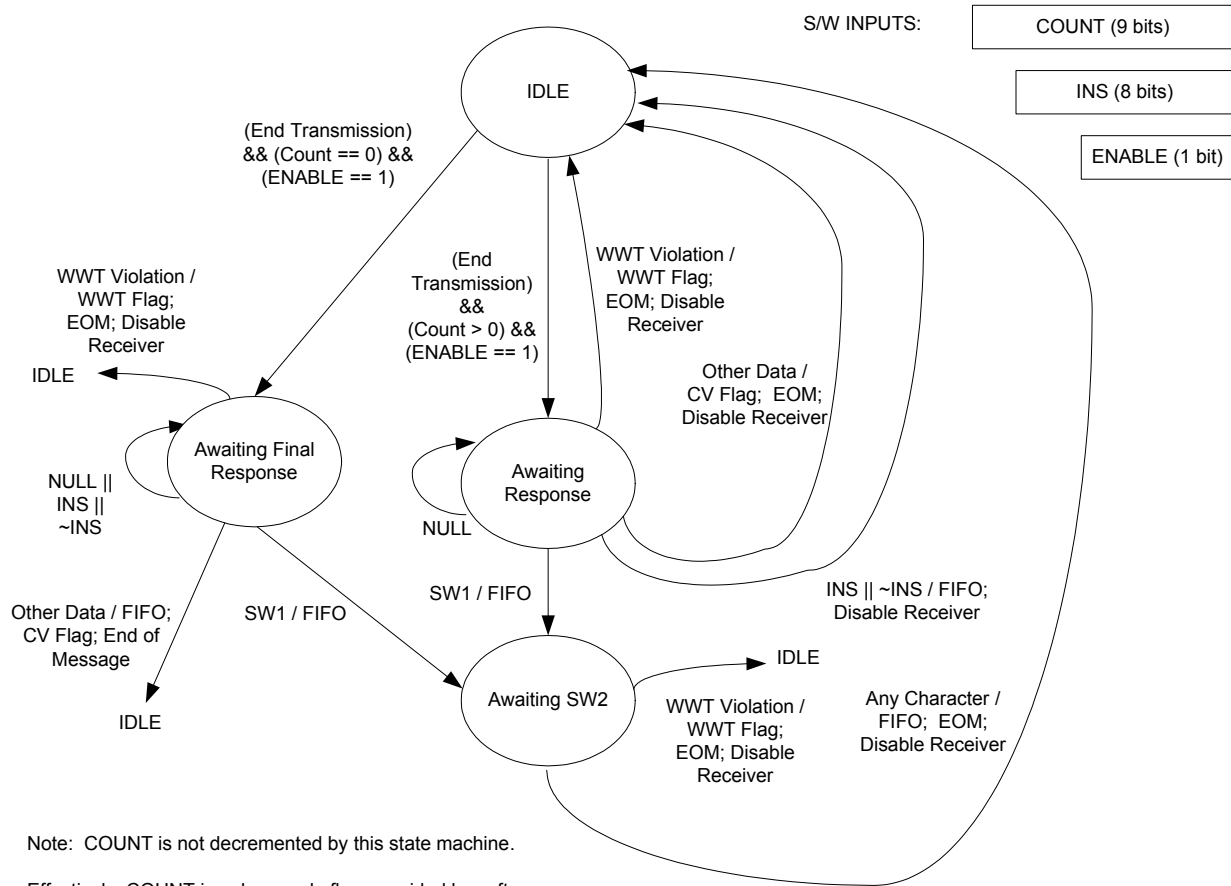 S/W INPUTS:
COUNT (9 bits)
INS (8 bits)
ENABLE (1 bit)
IDLE
(End Transmission)
&& (Count == 0) &&
(ENABLE == 1)
(End
Transmission)
&&
(Count > 0) &&
(ENABLE == 1)
WWT Violation /
WWT Flag;
EOM; Disable
Receiver
WWT Violation /
WWT Flag;
EOM; Disable
Receiver
IDLE
Other Data /
CV Flag; EOM;
Disable Receiver
Awaiting Final
Response
Awaiting
Response
NULL ||
INS ||
~INS
NULL
INS || ~INS / FIFO;
Disable Receiver
Other Data / FIFO;
CV Flag; End of
Message
SW1 / FIFO
SW1 / FIFO
IDLE
Awaiting SW2
IDLE
WWT Violation /
WWT Flag;
EOM; Disable
Receiver
Any Character /
FIFO; EOM;
Disable Receiver
Note: COUNT is not decremented by this state machine.